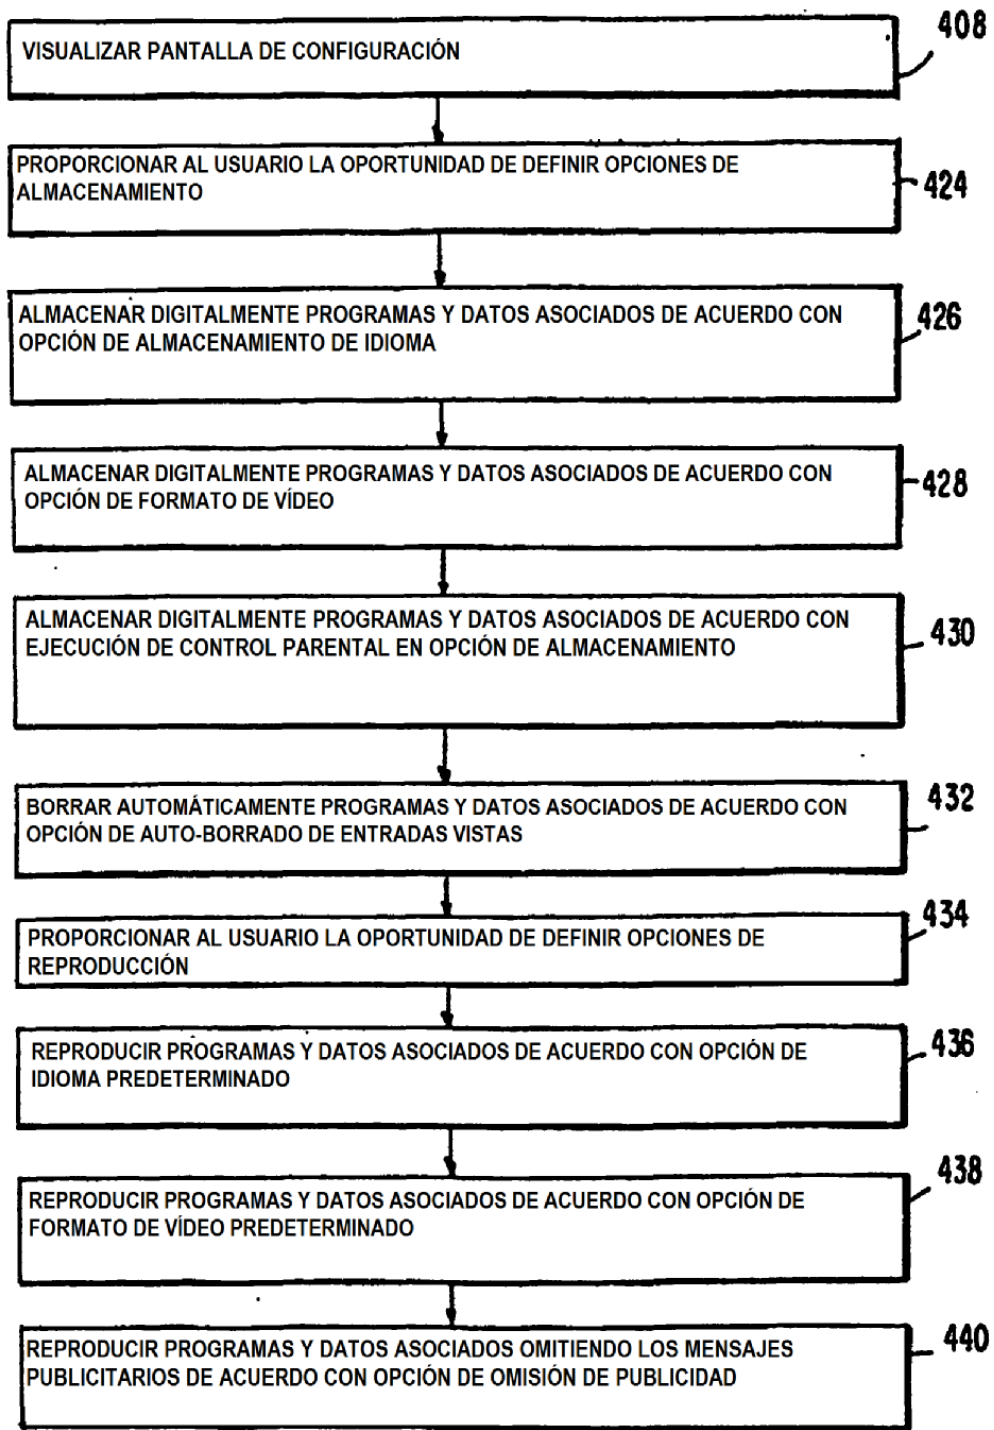 VISUALIZAR PANTALLA DE CONFIGURACIÓN
408
PROPORCIONAR AL USUARIO LA OPORTUNIDAD DE DEFINIR OPCIONES DE
ALMACENAMIENTO
424
ALMACENAR DIGITALMENTE PROGRAMAS Y DATOS ASOCIADOS DE ACUERDO CON
OPCIÓN DE ALMACENAMIENTO DE IDIOMA
426
ALMACENAR DIGITALMENTE PROGRAMAS Y DATOS ASOCIADOS DE ACUERDO CON
OPCIÓN DE FORMATO DE VÍDEO
428
ALMACENAR DIGITALMENTE PROGRAMAS Y DATOS ASOCIADOS DE ACUERDO CON
EJECUCIÓN DE CONTROL PARENTAL EN OPCIÓN DE ALMACENAMIENTO
430
BORRAR AUTOMÁTICAMENTE PROGRAMAS Y DATOS ASOCIADOS DE ACUERDO CON
OPCIÓN DE AUTO-BORRADO DE ENTRADAS VISTAS
432
PROPORCIONAR AL USUARIO LA OPORTUNIDAD DE DEFINIR OPCIONES DE
REPRODUCCIÓN
434
REPRODUCIR PROGRAMAS Y DATOS ASOCIADOS DE ACUERDO CON OPCIÓN DE
IDIOMA PREDETERMINADO
436
REPRODUCIR PROGRAMAS Y DATOS ASOCIADOS DE ACUERDO CON OPCIÓN DE
FORMATO DE VÍDEO PREDETERMINADO
438
REPRODUCIR PROGRAMAS Y DATOS ASOCIADOS OMITIENDO LOS MENSAJES
PUBLICITARIOS DE ACUERDO CON OPCIÓN DE OMISIÓN DE PUBLICIDAD
440